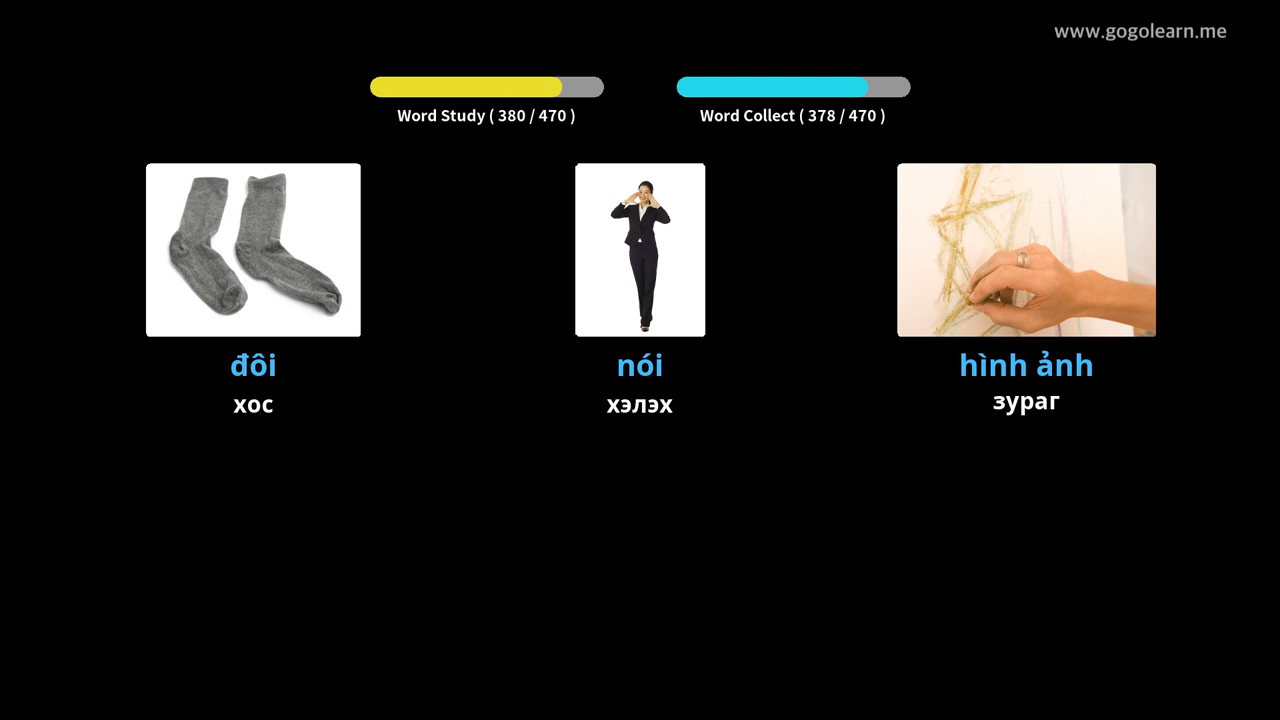 www.gogolearn.me
Word Study ( 380 / 470 )
Word Collect ( 378 / 470 )
đôi
хос
nói
хэлэх
hình ảnh
зураг